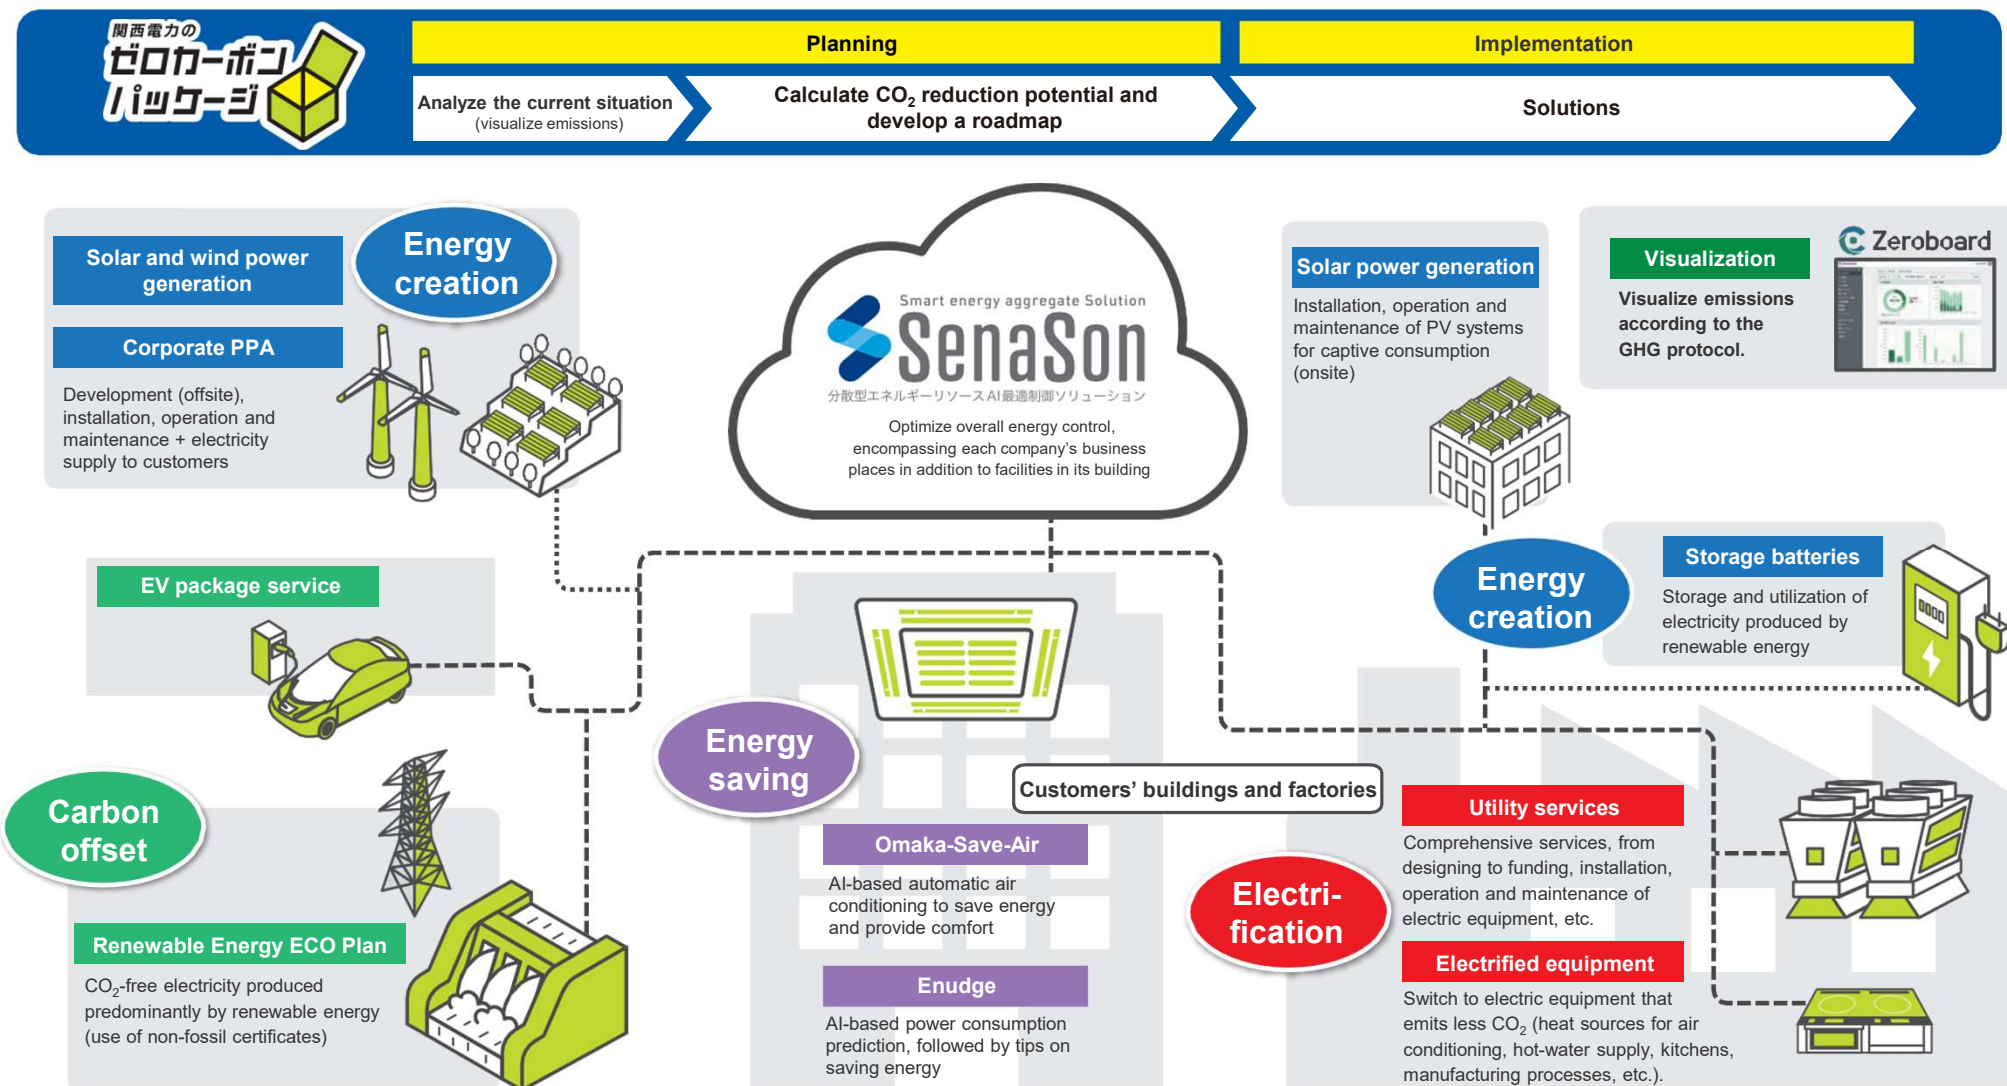 関西電力の
ゼロカーボン
パッケージ
Planning
Implementation
Analyze the current situation
(visualize emissions)
Calculate CO₂ reduction potential and
develop a roadmap
Solutions
Solar and wind power
generation
Energy
creation
Corporate PPA
Development (offsite),
installation, operation and
maintenance + electricity
supply to customers
Smart energy aggregate Solution
SenaSon
分散型エネルギーリソースAI最適制御ソリューション
Optimize overall energy control,
encompassing each company's business
places in addition to facilities in its building
Solar power generation
Installation, operation and
maintenance of PV systems
for captive consumption
(onsite)
Visualization
Visualize emissions
according to the
GHG protocol.
Zeroboard
EV package service
Energy
creation
Storage batteries
Storage and utilization of
electricity produced by
renewable energy
Energy
saving
Customers' buildings and factories
Carbon
offset
Renewable Energy ECO Plan
CO₂-free electricity produced
predominantly by renewable energy
(use of non-fossil certificates)
Omaka-Save-Air
AI-based automatic air
conditioning to save energy
and provide comfort
Enudge
AI-based power consumption
prediction, followed by tips on
saving energy
Electri-
fication
Utility services
Comprehensive services, from
designing to funding, installation,
operation and maintenance of
electric equipment, etc.
Electrified equipment
Switch to electric equipment that
emits less CO₂ (heat sources for air
conditioning, hot-water supply, kitchens,
manufacturing processes, etc.).